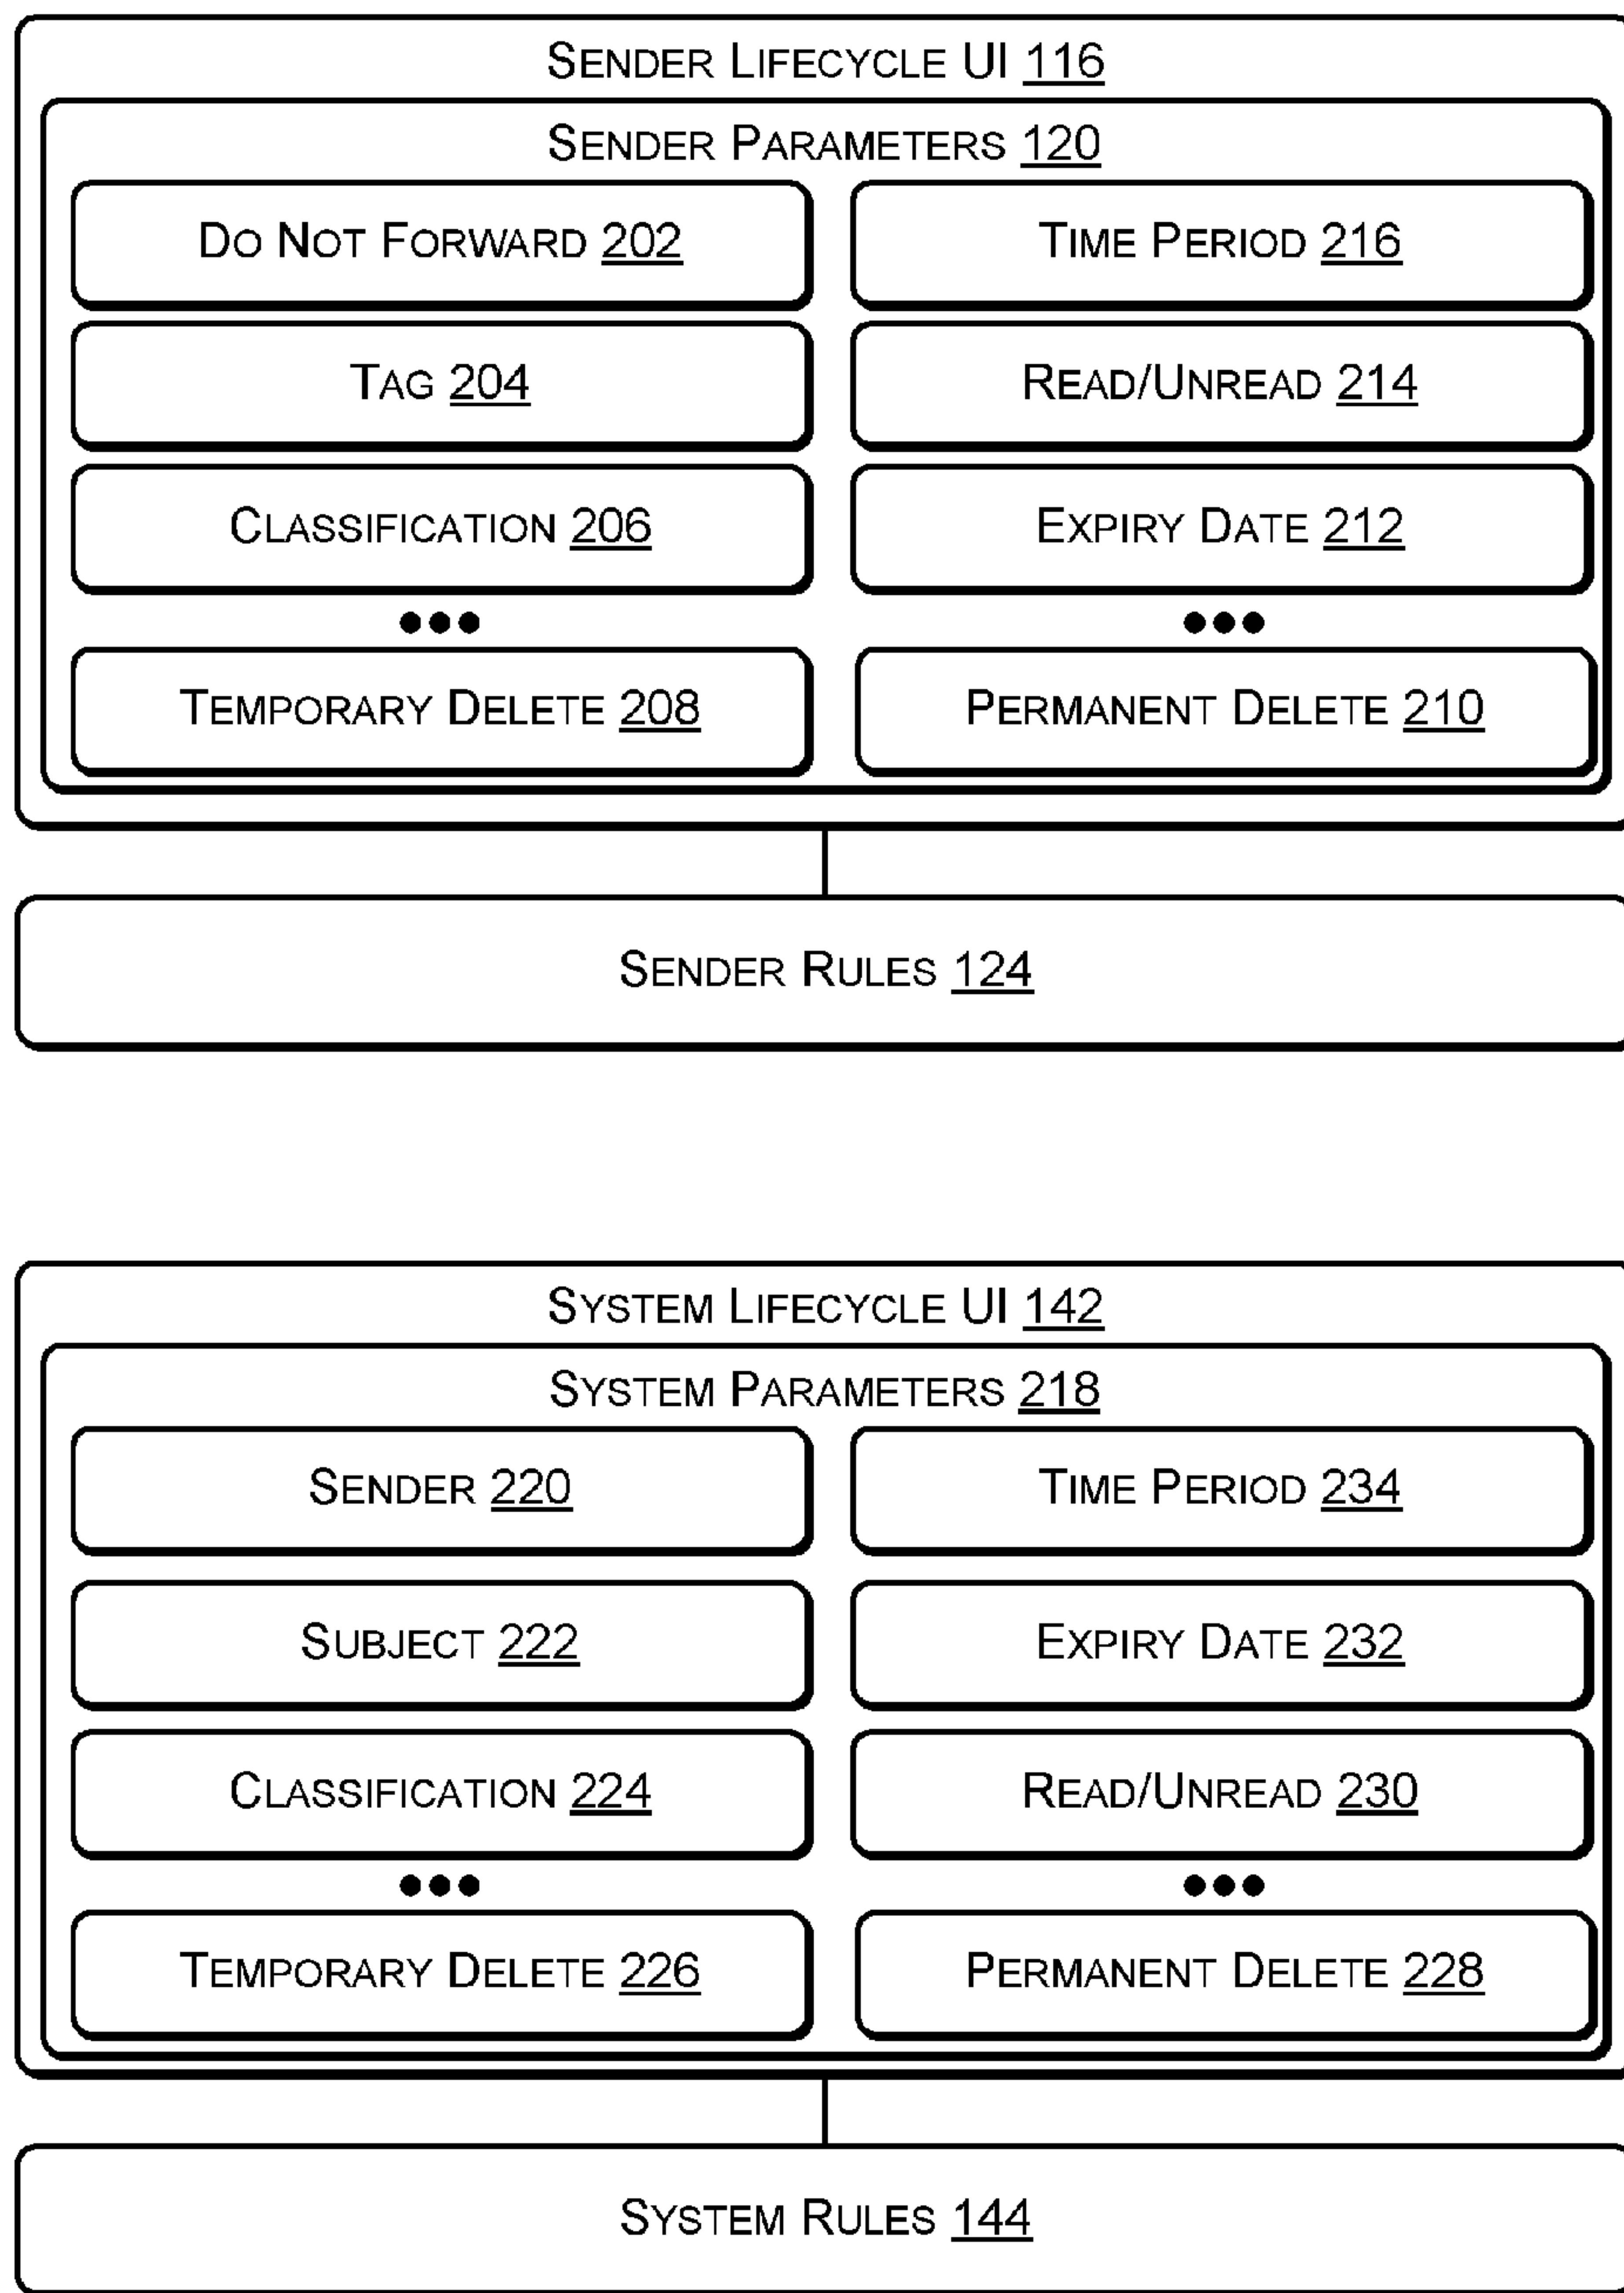 SENDER LIFECYCLE UI 116
SENDER PARAMETERS 120
DO NOT FORWARD 202
TIME PERIOD 216
TAG 204
READ/UNREAD 214
CLASSIFICATION 206
EXPIRY DATE 212
TEMPORARY DELETE 208
PERMANENT DELETE 210
SENDER RULES 124
SYSTEM LIFECYCLE UI 142
SYSTEM PARAMETERS 218
SENDER 220
TIME PERIOD 234
SUBJECT 222
EXPIRY DATE 232
CLASSIFICATION 224
READ/UNREAD 230
TEMPORARY DELETE 226
PERMANENT DELETE 228
SYSTEM RULES 144